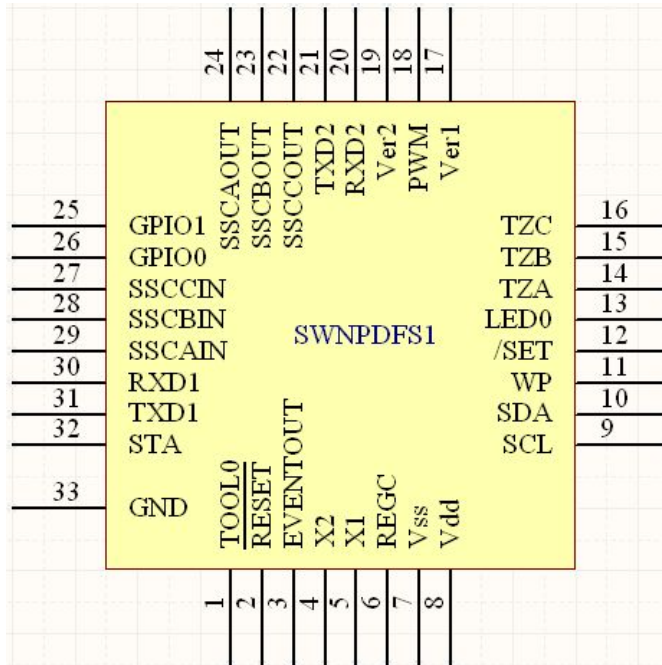 24 23 22 21 20 19 18 17
SSCAOUT SSCBOUT SSCCOUT TXD2 RXD2 Ver2 PWM Ver1
25 GPIO1 TZC 16
26 GPIO0 TZB 15
27 SSCCIN TZA 14
28 SSCBIN LED0 13
29 SSCAIN SWNPDFS1 /SET 12
30 RXD1 WP 11
31 TXD1 SDA 10
32 STA SCL 9
33 GND
TOOL0 RESET EVENTOUT X2 X1 REGC Vss Vdd
1 2 3 4 5 6 7 8